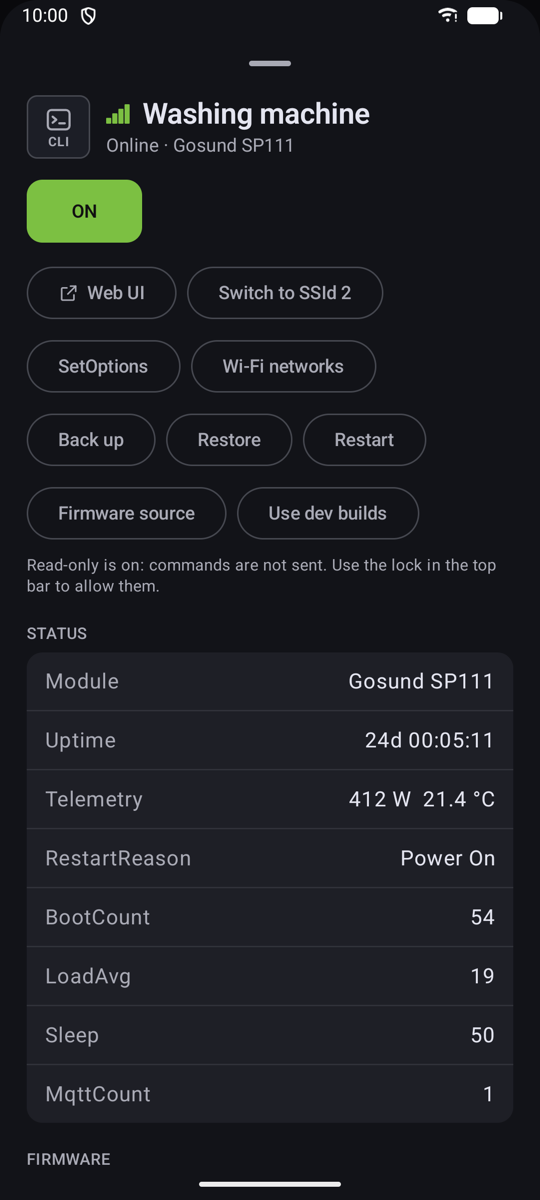 10:00
CLI
Washing machine
Online · Gosund SP111
ON
Web UI
Switch to SSId 2
SetOptions
Wi-Fi networks
Back up
Restore
Restart
Firmware source
Use dev builds
Read-only is on: commands are not sent. Use the lock in the top
bar to allow them.
STATUS
Module Gosund SP111
Uptime 24d 00:05:11
Telemetry 412 W 21.4 °C
RestartReason Power On
BootCount 54
LoadAvg 19
Sleep 50
MqttCount 1
FIRMWARE